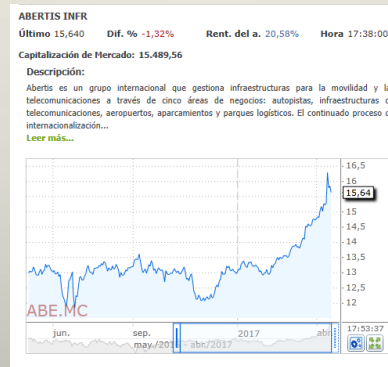 ABERTIS INFR
Último 15,640 Dif. % -1,32% Rent. del a. 20,58% Hora 17:38:00
Capitalización de Mercado: 15.489,56
Descripción:
Abertis es un grupo internacional que gestiona infraestructuras para la movilidad y la
telecomunicaciones a través de cinco áreas de negocios: autopistas, infraestructuras d
telecomunicaciones, aeropuertos, aparcamientos y parques logísticos. El continuado proceso d
internacionalización...
Leer más...
16,5
16
15,64
15
14,5
14
13,5
13
12,5
12
ABE.MC
jun. sep. 2017 abr.
may./201 - abr./2017
17:53:37